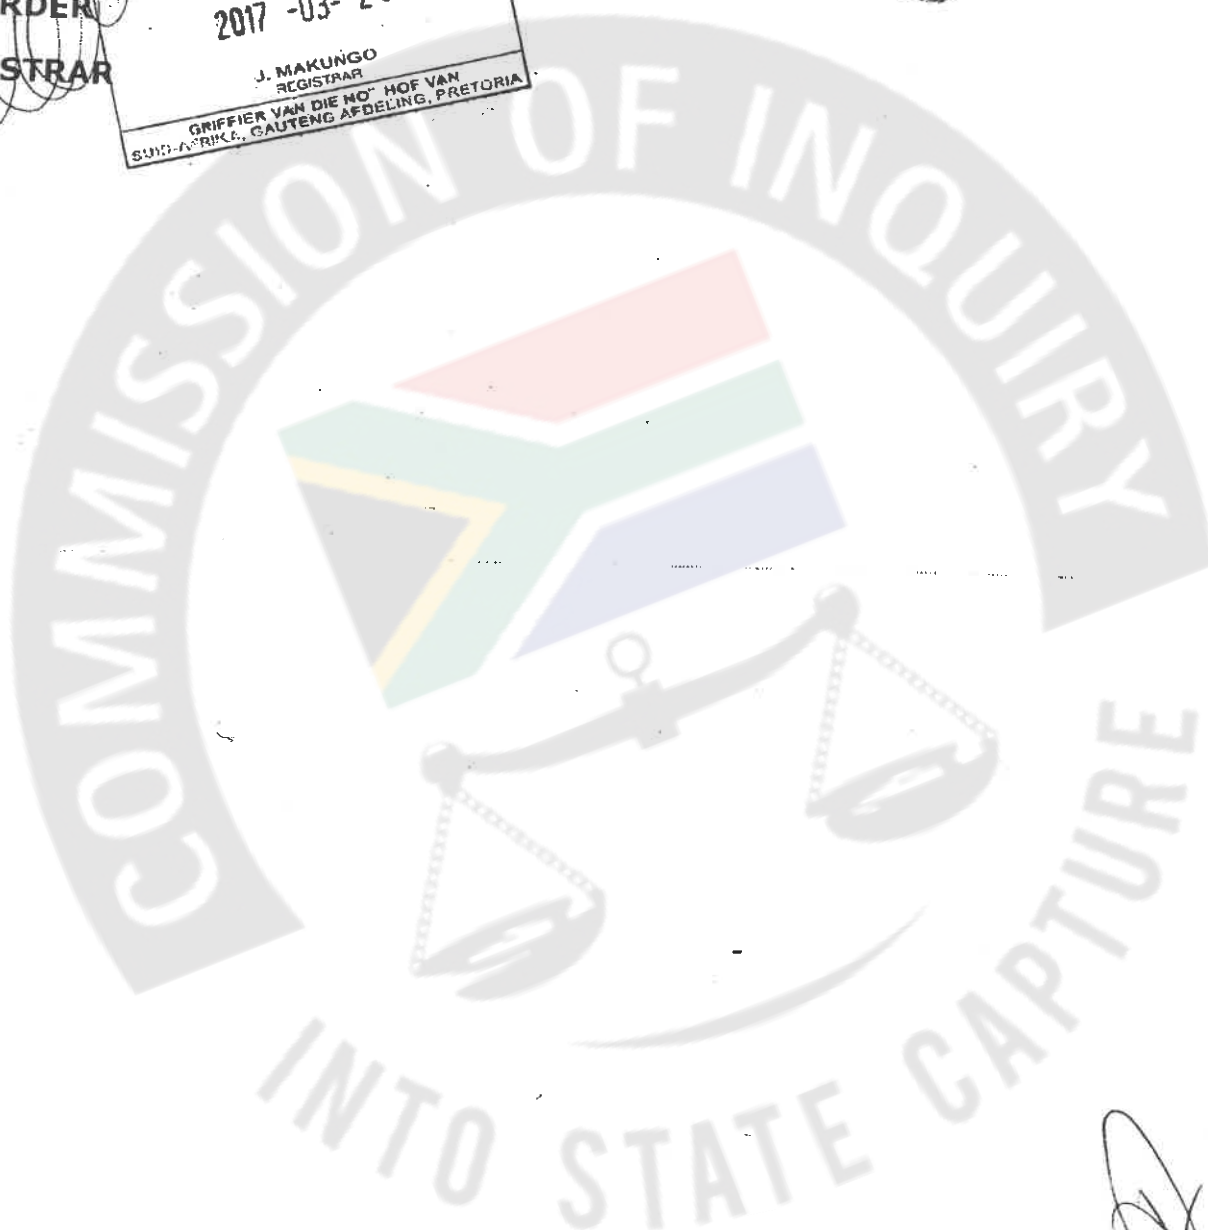 RDER
STRAR
2017 -03- 2
J. MAKUNGO
REGISTRAR
GRIFFIER VAN DIE HOF VAN
SUID-AFRIKA, GAUTENG AFDELING, PRETORIA
COMMISSION OF INQUIRY
INTO STATE CAPTURE